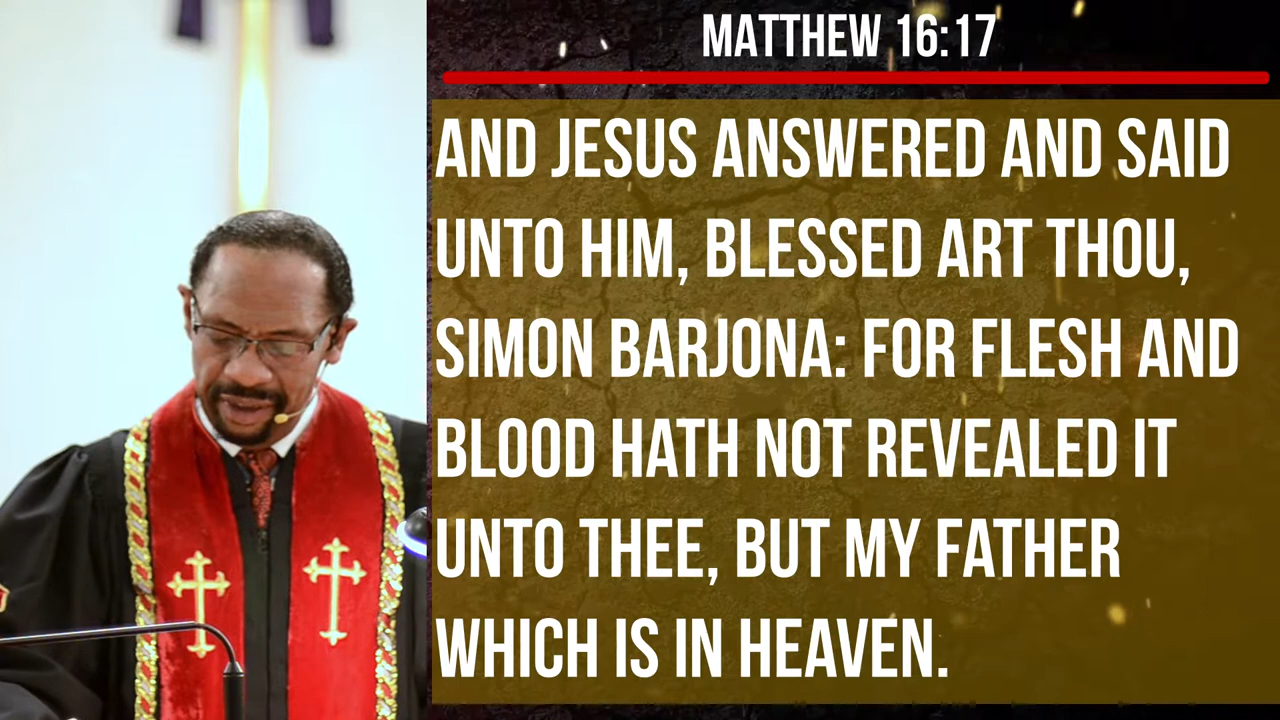 MATTHEW 16:17
AND JESUS ANSWERED AND SAID
UNTO HIM, BLESSED ART THOU,
SIMON BARJONA: FOR FLESH AND
BLOOD HATH NOT REVEALED IT
UNTO THEE, BUT MY FATHER
WHICH IS IN HEAVEN.